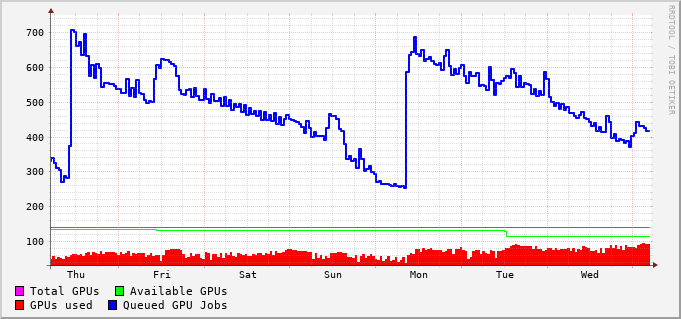 700
600
500
400
300
200
100
Thu Fri Sat Sun Mon Tue Wed
Total GPUs Available GPUs
GPUs used Queued GPU Jobs
RRDTOOL / TOBI OETIKER